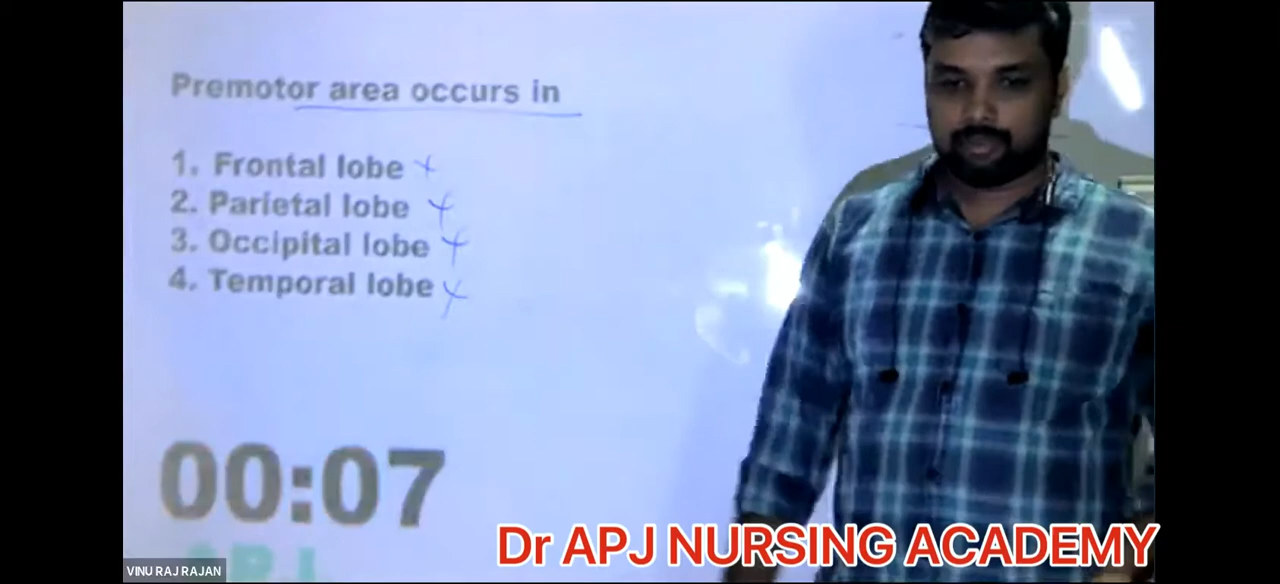 Premotor area occurs in
1. Frontal lobe
2. Parietal lobe
3. Occipital lobe
4. Temporal lobe
00:07
Dr APJ NURSING ACADEMY
VINU RAJ RAJAN